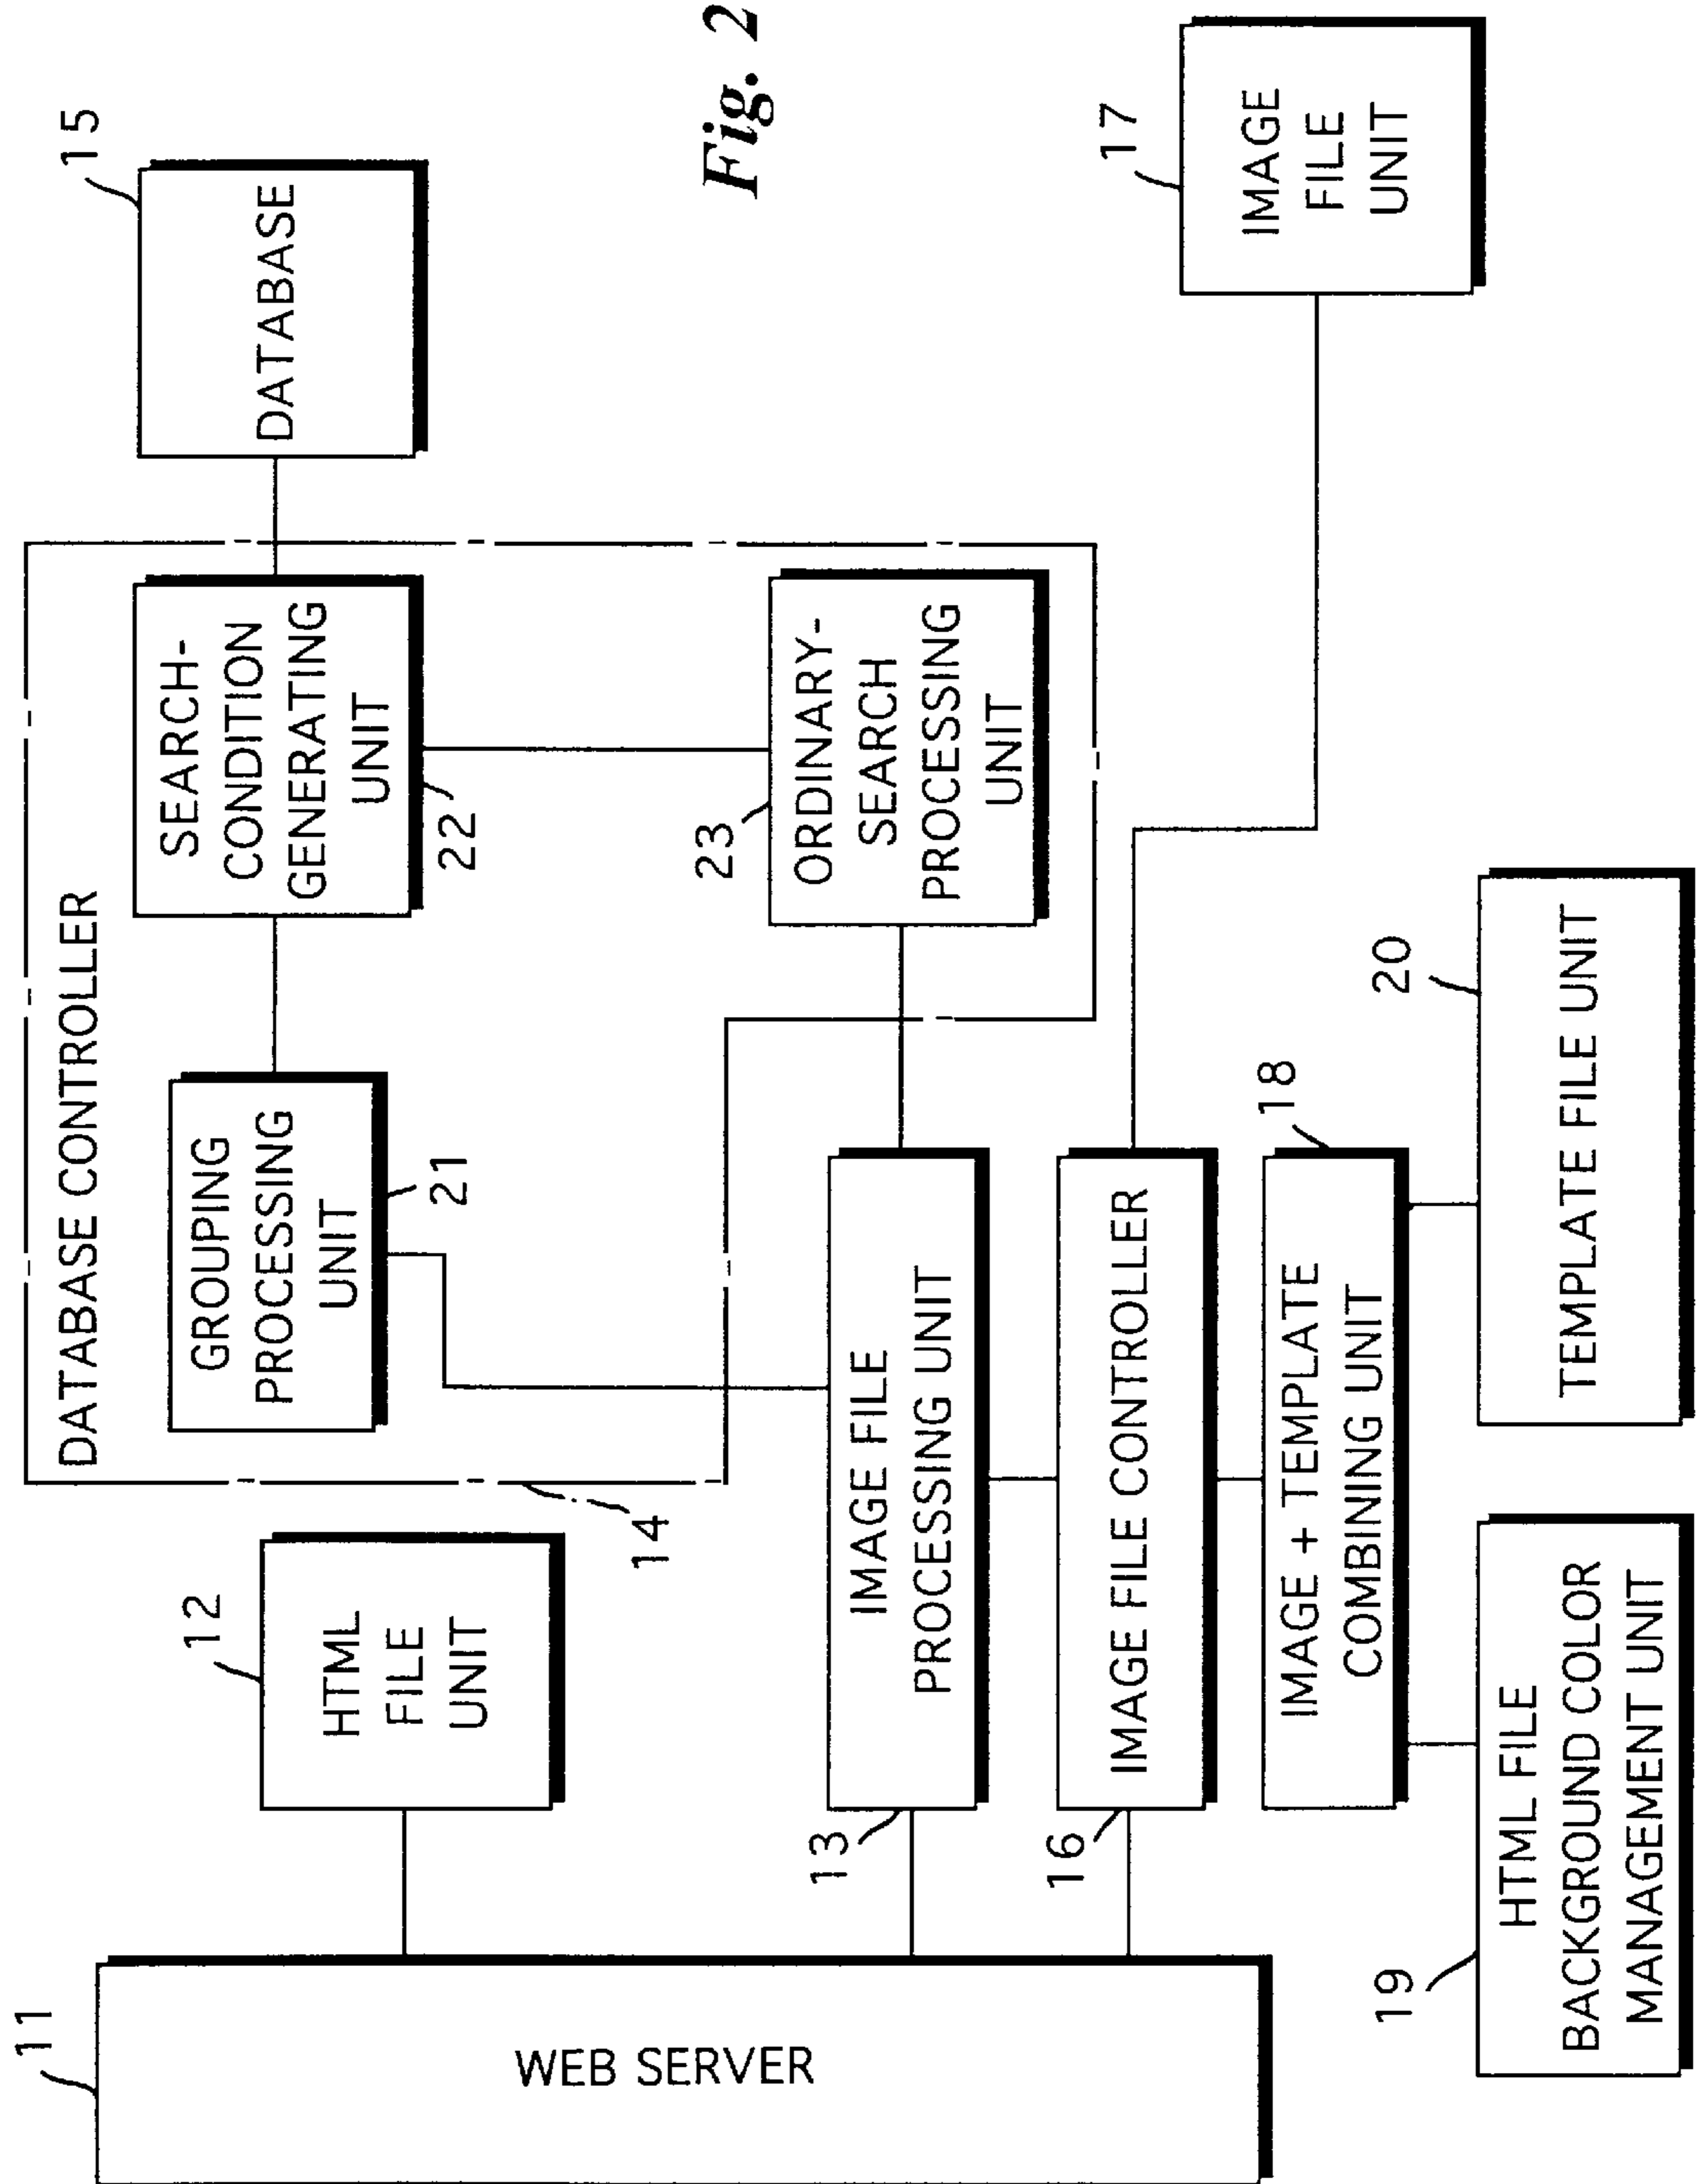 11
WEB SERVER
12
HTML
FILE
UNIT
14
DATABASE CONTROLLER
GROUPING
PROCESSING
UNIT
21
SEARCH-
CONDITION
GENERATING
UNIT
22
15
DATABASE
23
ORDINARY-
SEARCH
PROCESSING
UNIT
Fig. 2
13
IMAGE FILE
PROCESSING UNIT
16
IMAGE FILE CONTROLLER
17
IMAGE
FILE
UNIT
18
IMAGE + TEMPLATE
COMBINING UNIT
19
HTML FILE
BACKGROUND COLOR
MANAGEMENT UNIT
20
TEMPLATE FILE UNIT